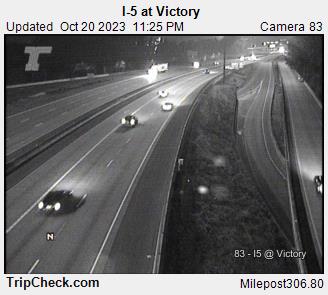 I-5 at Victory
Updated Oct 20 2023 11:25 PM Camera 83
T
N
83 - I5 @ Victory
TripCheck.com Milepost306.80